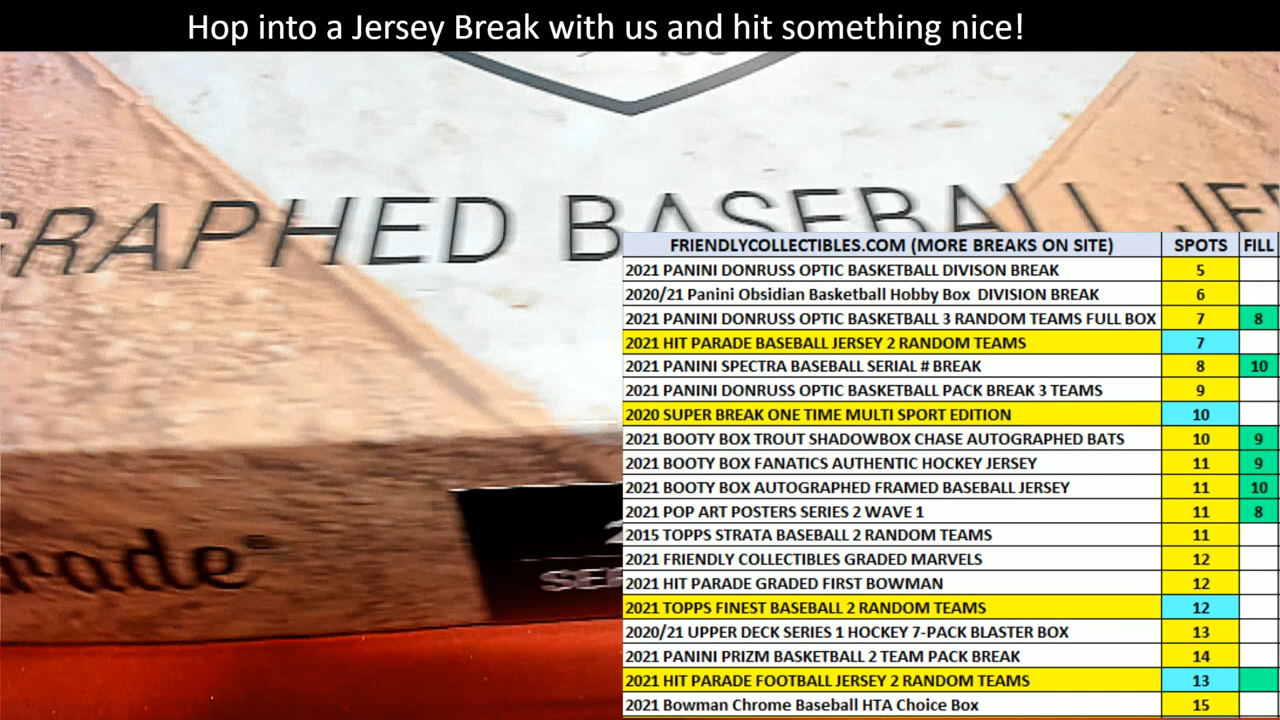 Hop into a Jersey Break with us and hit something nice!
GRAPHED BASEBALL JE
rade®
FRIENDLYCOLLECTIBLES.COM (MORE BREAKS ON SITE) SPOTS FILL
2021 PANINI DONRUSS OPTIC BASKETBALL DIVISON BREAK 5
2020/21 Panini Obsidian Basketball Hobby Box DIVISION BREAK 6
2021 PANINI DONRUSS OPTIC BASKETBALL 3 RANDOM TEAMS FULL BOX 7 8
2021 HIT PARADE BASEBALL JERSEY 2 RANDOM TEAMS 7
2021 PANINI SPECTRA BASEBALL SERIAL # BREAK 8 10
2021 PANINI DONRUSS OPTIC BASKETBALL PACK BREAK 3 TEAMS 9
2020 SUPER BREAK ONE TIME MULTI SPORT EDITION 10
2021 BOOTY BOX TROUT SHADOWBOX CHASE AUTOGRAPHED BATS 10 9
2021 BOOTY BOX FANATICS AUTHENTIC HOCKEY JERSEY 11 9
2021 BOOTY BOX AUTOGRAPHED FRAMED BASEBALL JERSEY 11 10
2021 POP ART POSTERS SERIES 2 WAVE 1 11 8
2015 TOPPS STRATA BASEBALL 2 RANDOM TEAMS 11
2021 FRIENDLY COLLECTIBLES GRADED MARVELS 12
2021 HIT PARADE GRADED FIRST BOWMAN 12
2021 TOPPS FINEST BASEBALL 2 RANDOM TEAMS 12
2020/21 UPPER DECK SERIES 1 HOCKEY 7-PACK BLASTER BOX 13
2021 PANINI PRIZM BASKETBALL 2 TEAM PACK BREAK 14
2021 HIT PARADE FOOTBALL JERSEY 2 RANDOM TEAMS 13
2021 Bowman Chrome Baseball HTA Choice Box 15